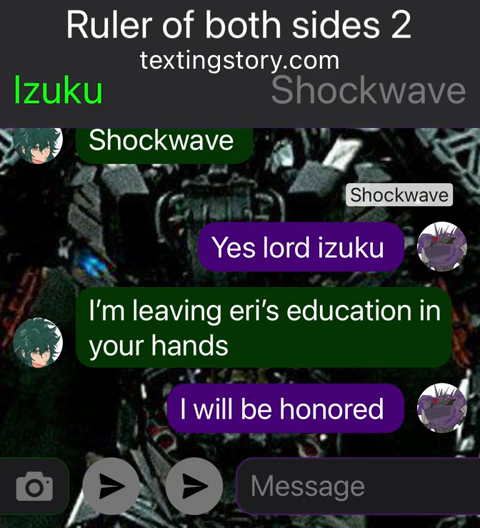 Ruler of both sides 2
textingstory.com
Izuku Shockwave
Shockwave
Shockwave
Yes lord izuku
I’m leaving eri’s education in
your hands
I will be honored
Message